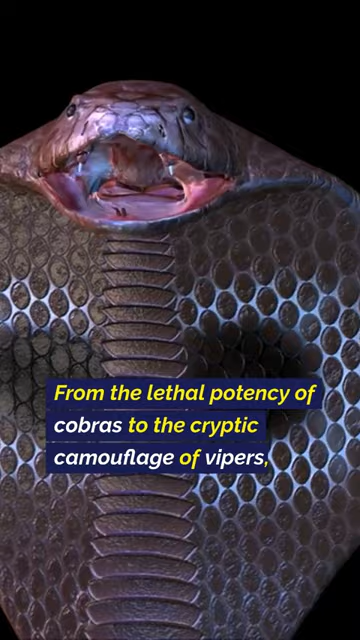 From the lethal potency of
cobras to the cryptic
camouflage of vipers,